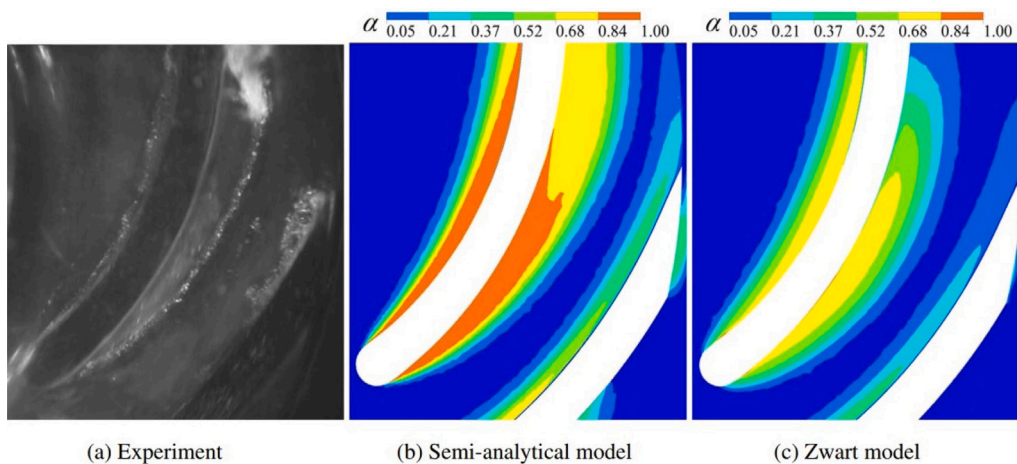 α 0.05 0.21 0.37 0.52 0.68 0.84 1.00
α 0.05 0.21 0.37 0.52 0.68 0.84 1.00
(a) Experiment
(b) Semi-analytical model
(c) Zwart model